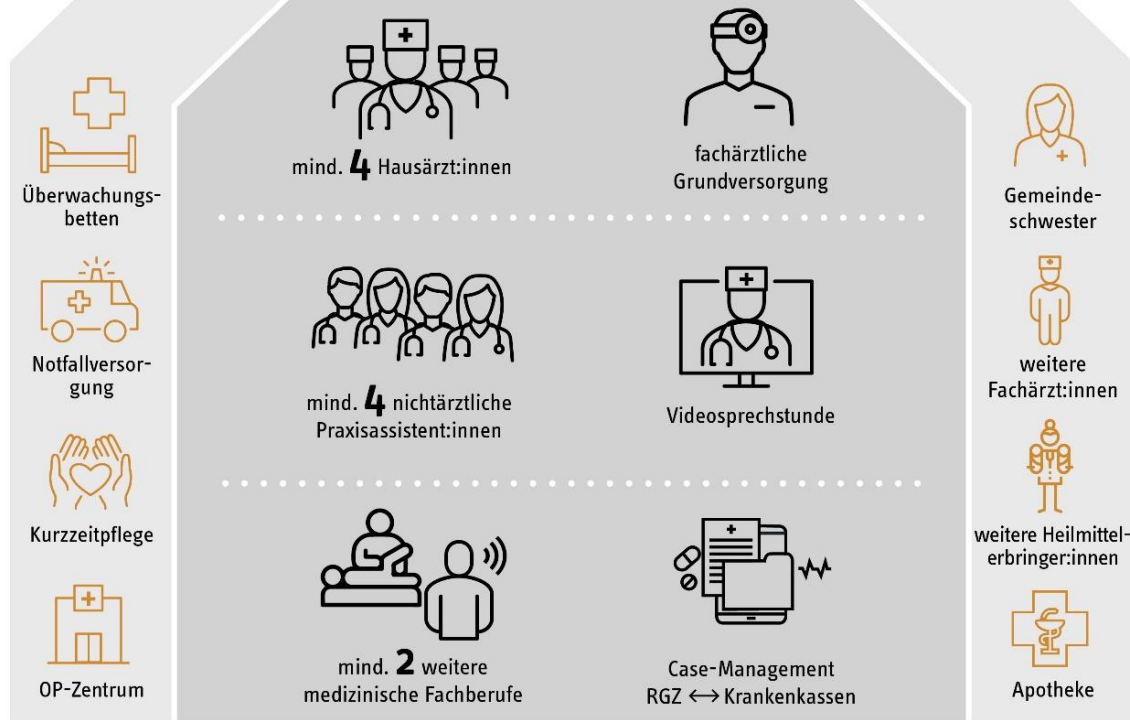 Überwachungs-
betten
Notfallversor-
gung
Kurzzeitpflege
OP-Zentrum
mind. 4 Hausärzt:innen
fachärztliche
Grundversorgung
mind. 4 nichtärztliche
Praxisassistent:innen
Videosprechstunde
mind. 2 weitere
medizinische Fachberufe
Case-Management
RGZ ↔ Krankenkassen
Gemeinde-
schwester
weitere
Fachärzt:innen
weitere Heilmittel-
erbringer:innen
Apotheke